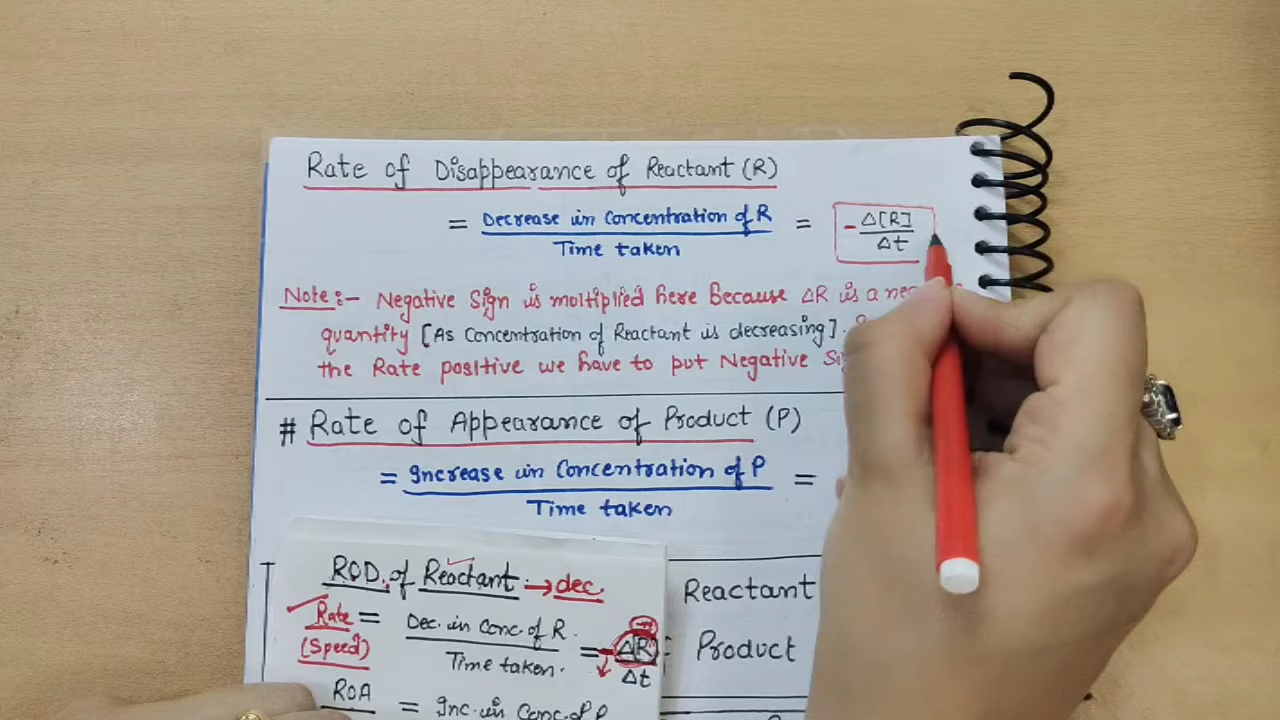 Rate of Disappearance of Reactant (R)
= Decrease in Concentration of R / Time taken = - Δ[R] / Δt
Note :- Negative Sign is multiplied here because ΔR is a
quantity [As Concentration of Reactant is decreasing].
the Rate positive we have to put Negative
# Rate of Appearance of Product (P)
= Increase in Concentration of P / Time taken =
ROD. of Reactant → dec.
Rate = Dec. in Conc. of R. / Time taken. = - Δ[R] / Δt
(Speed)
ROA = Inc. in Conc. of P
Reactant
Product